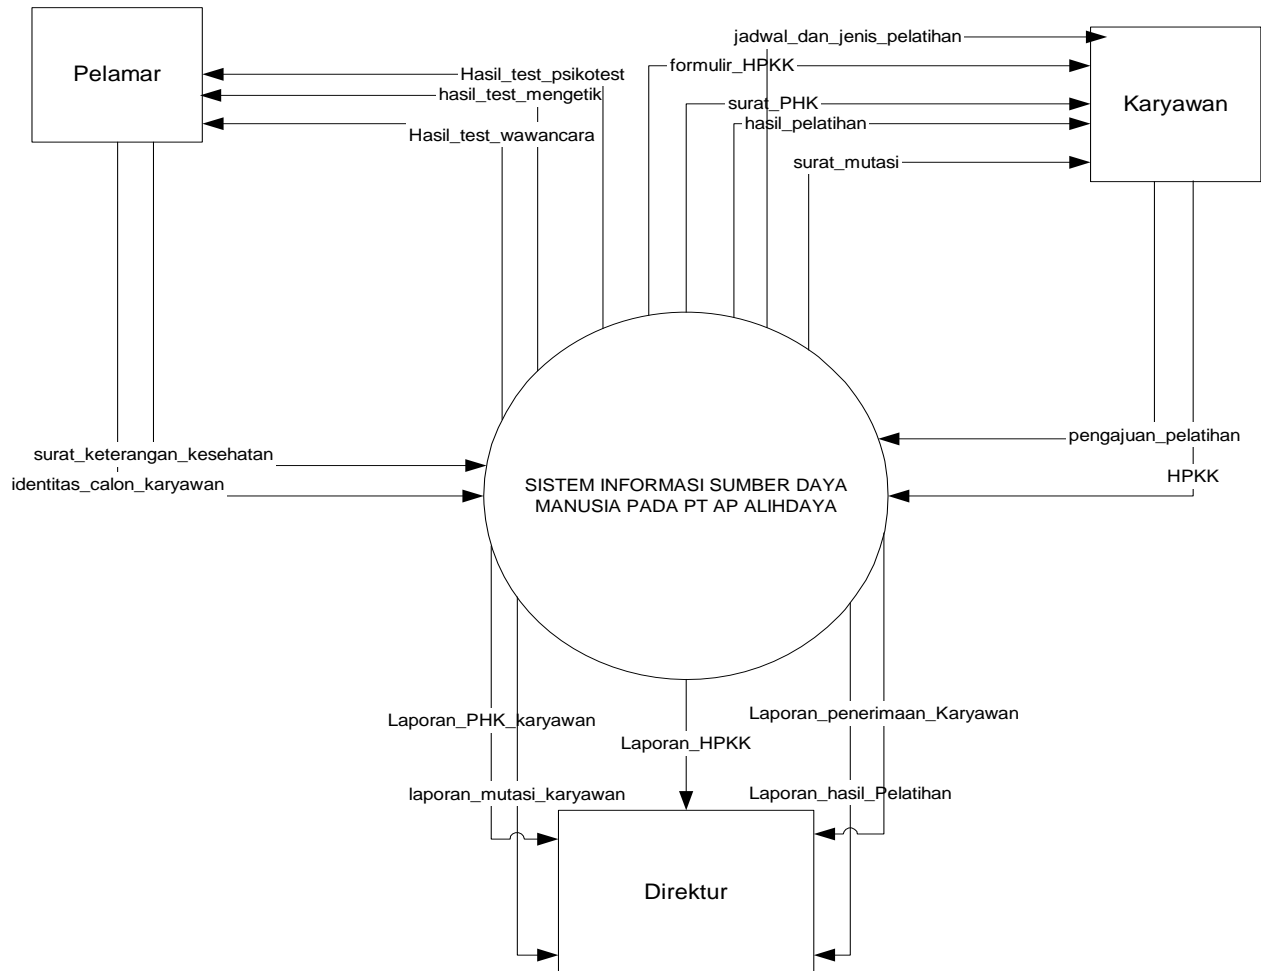 Pelamar
Hasil_test_psikotest
hasil_test_mengetik
Hasil_test_wawancara
jadwal_dan_jenis_pelatihan
formulir_HPKK
surat_PHK
hasil_pelatihan
surat_mutasi
Karyawan
surat_keterangan_kesehatan
identitas_calon_karyawan
pengajuan_pelatihan
HPKK
SISTEM INFORMASI SUMBER DAYA
MANUSIA PADA PT AP ALIHDAYA
Laporan_PHK_karyawan
laporan_mutasi_karyawan
Laporan_HPKK
Laporan_penerimaan_Karyawan
Laporan_hasil_Pelatihan
Direktur